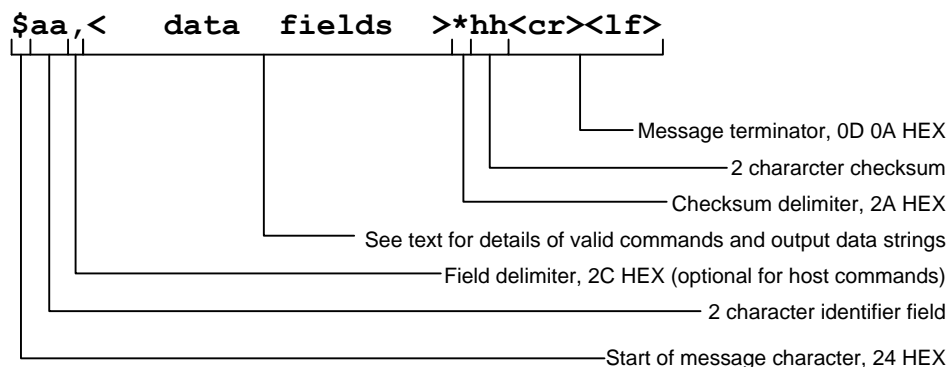 $aa,<  data  fields  >*hh<cr><lf>
Message terminator, 0D 0A HEX
2 chararcter checksum
Checksum delimiter, 2A HEX
See text for details of valid commands and output data strings
Field delimiter, 2C HEX (optional for host commands)
2 character identifier field
Start of message character, 24 HEX